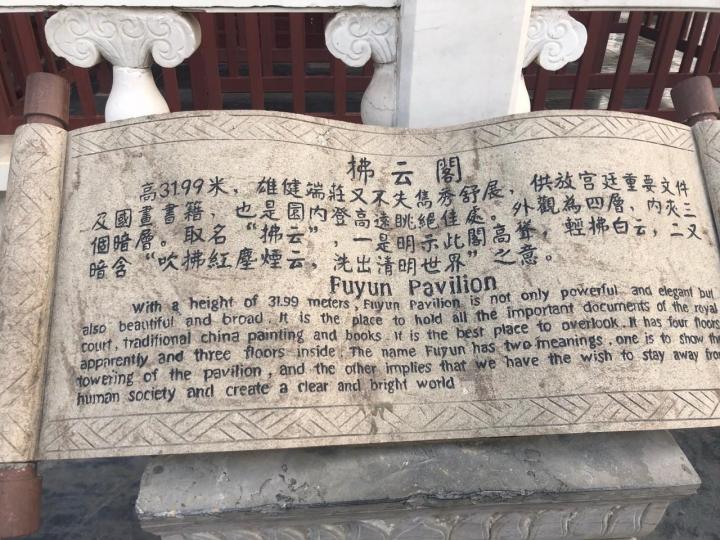 拂云閣
高31.99米，雄健端莊又不失雋秀舒展，供放宮廷重要文件
及國畫書籍，也是园内登高遠眺絕佳處。外觀為四層，内夾三
個暗層。取名“拂云”，一是明示此閣高聳，輕拂白云，二又
暗含“吹拂紅塵煙云，洗出清明世界”之意。
Fuyun Pavilion
With a height of 31.99 meters, Fuyun Pavilion is not only powerful and elegant but
also beautiful and broad. It is the place to hold all the important documents of the royal
court, traditional china painting and books. It is the best place to overlook. It has four floors
apparently and three floors inside. The name Fuyun has two meanings, one is to show the
towering of the pavilion, and the other implies that we have the wish to stay away from
human society and create a clear and bright world